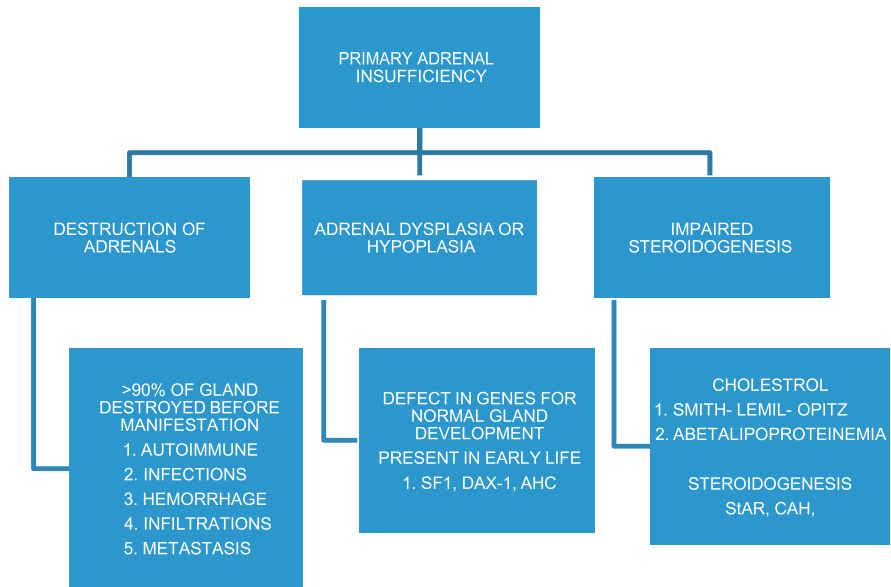 PRIMARY ADRENAL
INSUFFICIENCY
DESTRUCTION OF
ADRENALS
ADRENAL DYSPLASIA OR
HYPOPLASIA
IMPAIRED
STEROIDOGENESIS
>90% OF GLAND
DESTROYED BEFORE
MANIFESTATION
1. AUTOIMMUNE
2. INFECTIONS
3. HEMORRHAGE
4. INFILTRATIONS
5. METASTASIS
DEFECT IN GENES FOR
NORMAL GLAND
DEVELOPMENT
PRESENT IN EARLY LIFE
1. SF1, DAX-1, AHC
CHOLESTROL
1. SMITH- LEMIL- OPITZ
2. ABETALIPOPROTEINEMIA
STEROIDOGENESIS
StAR, CAH,